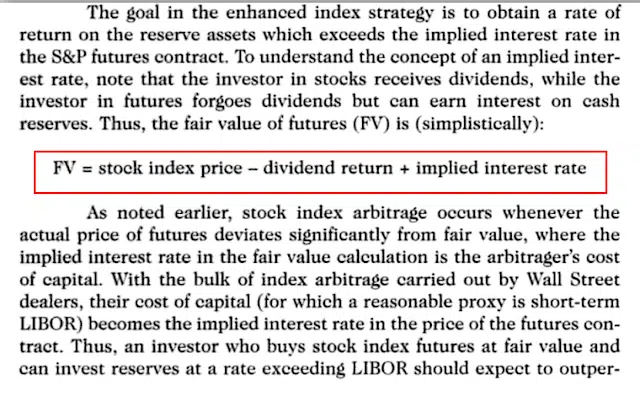 The goal in the enhanced index strategy is to obtain a rate of
return on the reserve assets which exceeds the implied interest rate in
the S&P futures contract. To understand the concept of an implied inter-
est rate, note that the investor in stocks receives dividends, while the
investor in futures forgoes dividends but can earn interest on cash
reserves. Thus, the fair value of futures (FV) is (simplistically):
FV = stock index price – dividend return + implied interest rate
As noted earlier, stock index arbitrage occurs whenever the
actual price of futures deviates significantly from fair value, where the
implied interest rate in the fair value calculation is the arbitrager's cost
of capital. With the bulk of index arbitrage carried out by Wall Street
dealers, their cost of capital (for which a reasonable proxy is short-term
LIBOR) becomes the implied interest rate in the price of the futures con-
tract. Thus, an investor who buys stock index futures at fair value and
can invest reserves at a rate exceeding LIBOR should expect to outper-